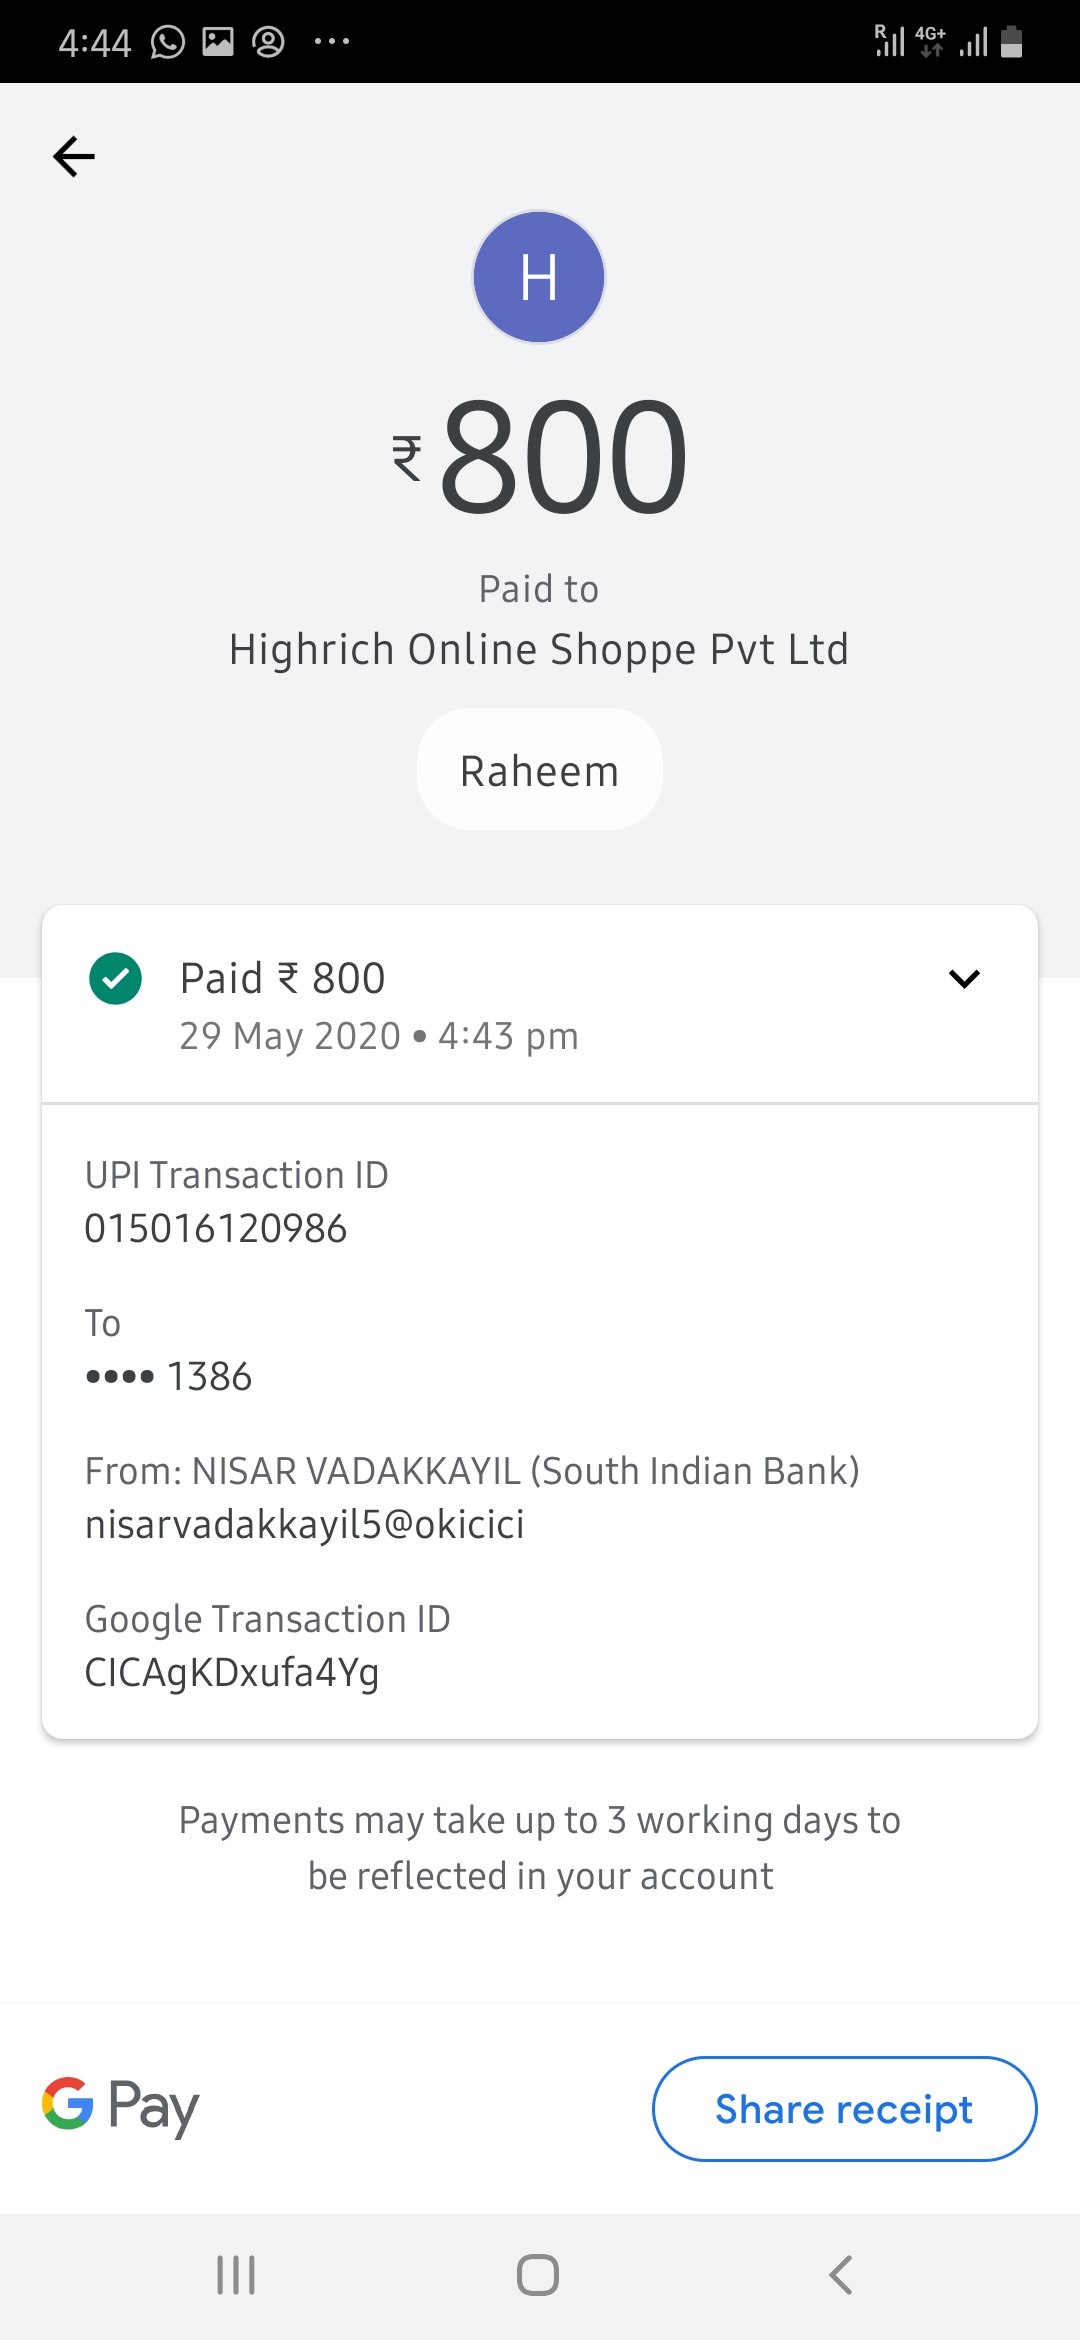 4:44
R 4G+
H
₹800
Paid to
Highrich Online Shoppe Pvt Ltd
Raheem
Paid ₹ 800
29 May 2020 • 4:43 pm
UPI Transaction ID
015016120986
To
•••• 1386
From: NISAR VADAKKAYIL (South Indian Bank)
nisarvadakkayil5@okicici
Google Transaction ID
CICAgKDxufa4Yg
Payments may take up to 3 working days to
be reflected in your account
G Pay
Share receipt